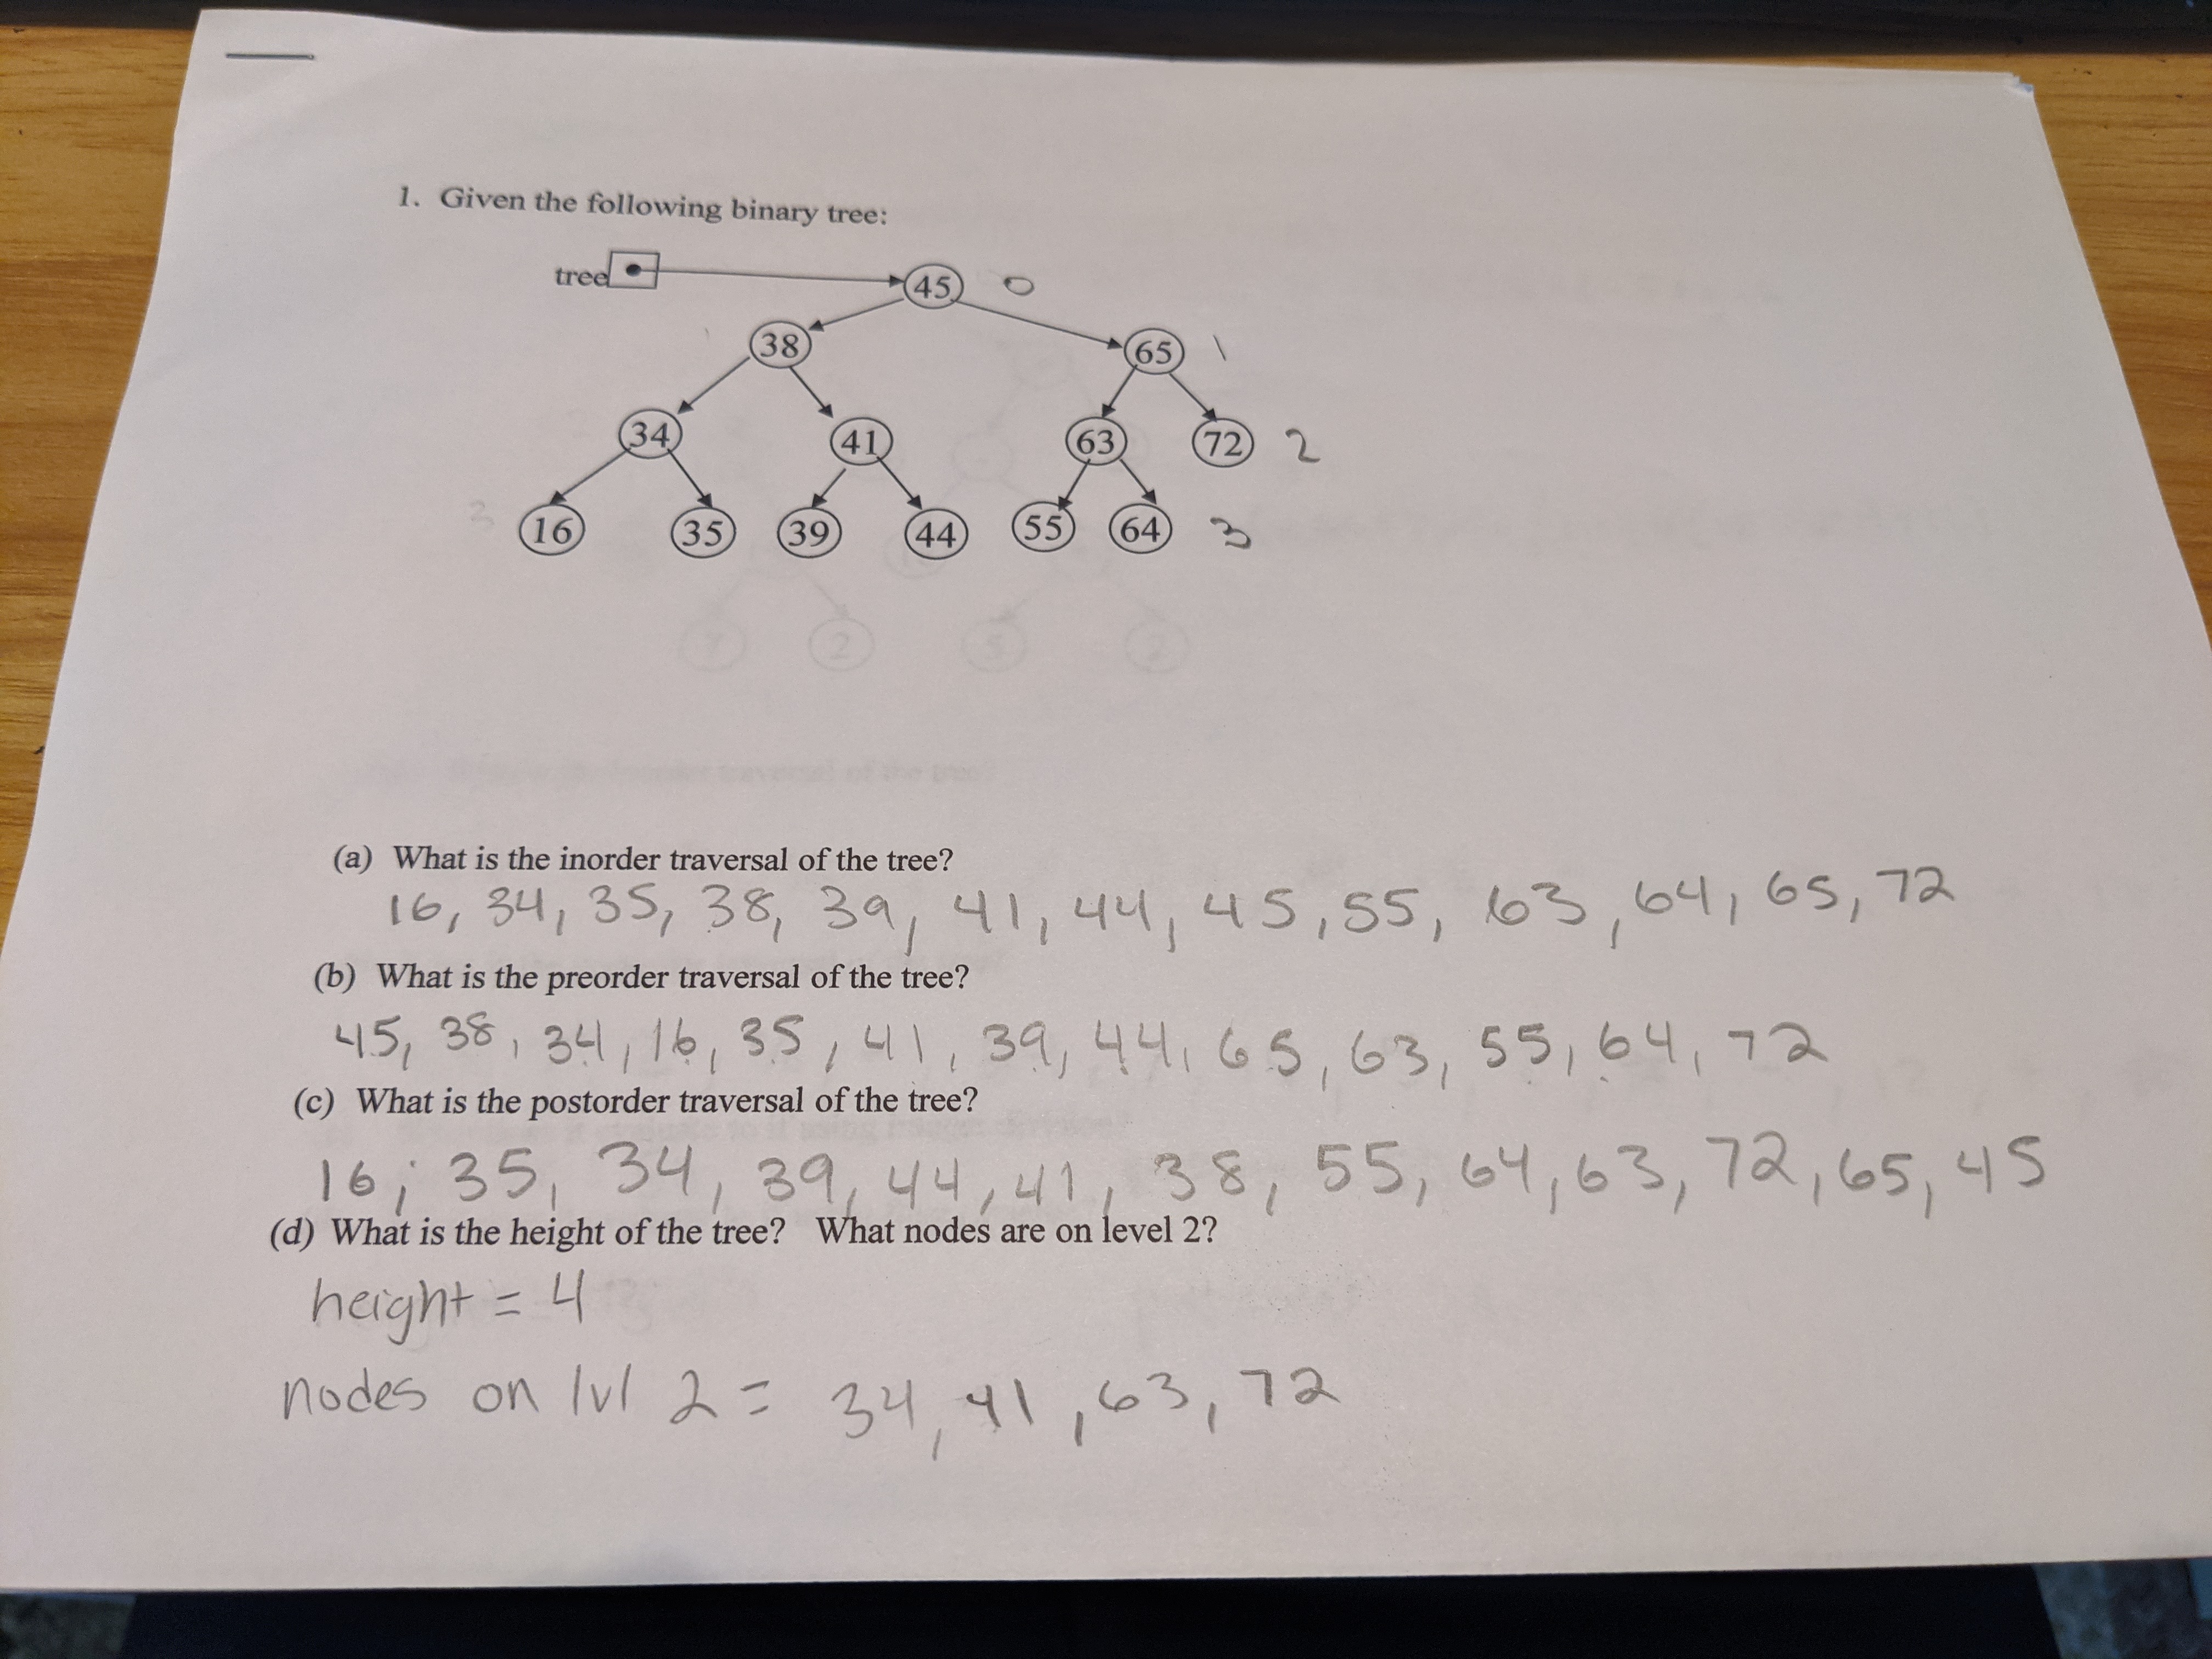 1. Given the following binary tree:
tree 45 0
38 65 1
34 41 63 72 2
3 16 35 39 44 55 64 3
7 2 5 2
(a) What is the inorder traversal of the tree?
16, 34, 35, 38, 39, 41, 44, 45, 55, 63, 64, 65, 72
(b) What is the preorder traversal of the tree?
45, 38, 34, 16, 35, 41, 39, 44, 65, 63, 55, 64, 72
(c) What is the postorder traversal of the tree?
16, 35, 34, 39, 44, 41, 38, 55, 64, 63, 72, 65, 45
(d) What is the height of the tree? What nodes are on level 2?
height = 4
nodes on lvl 2 = 34, 41, 63, 72